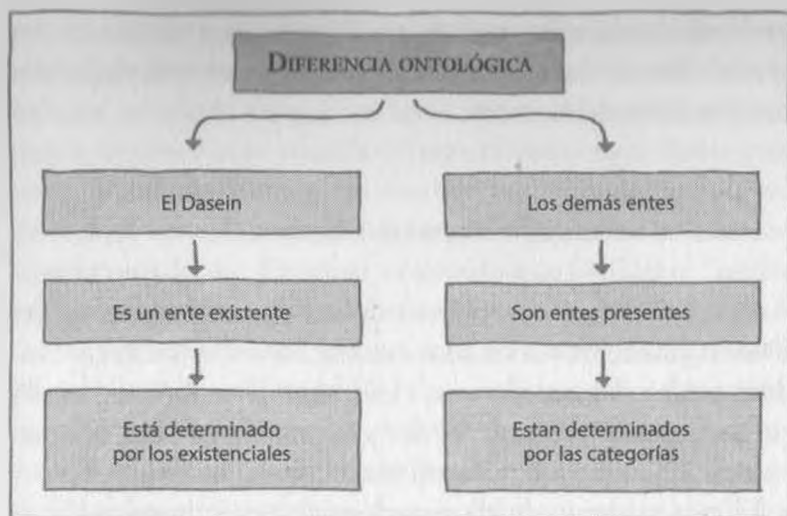 DIFERENCIA ONTOLÓGICA
El Dasein
Es un ente existente
Está determinado
por los existenciales
Los demás entes
Son entes presentes
Estan determinados
por las categorías